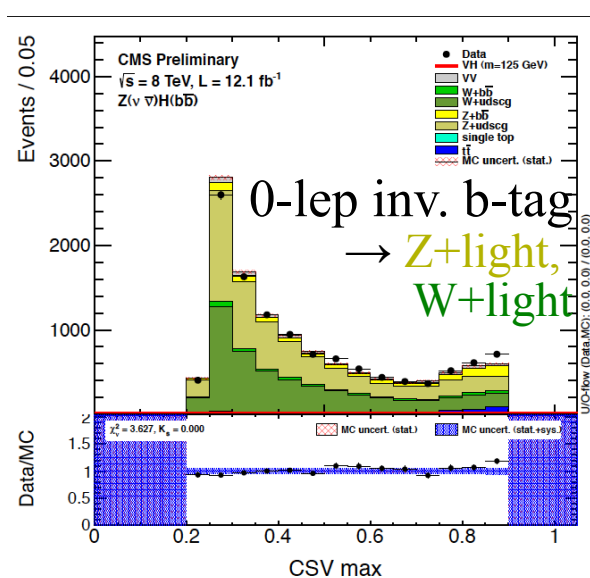 Events / 0.05
CMS Preliminary
√s = 8 TeV, L = 12.1 fb⁻¹
Z(ν ν̅)H(bb̅)
Data
VH (m=125 GeV)
VV
W+bb̅
W+udscg
Z+bb̅
Z+udscg
single top
tt̅
MC uncert. (stat.)
4000
3000
2000
1000
0-lep inv. b-tag
→ Z+light,
W+light
U/O-flow (Data,MC): (0.0, 0.0) / (0.0, 0.0)
Data/MC
χ²ᵥ = 3.627, Kₛ = 0.000
MC uncert. (stat.)
MC uncert. (stat.+sys.)
2
1.5
1
0.5
0
0 0.2 0.4 0.6 0.8 1
CSV max